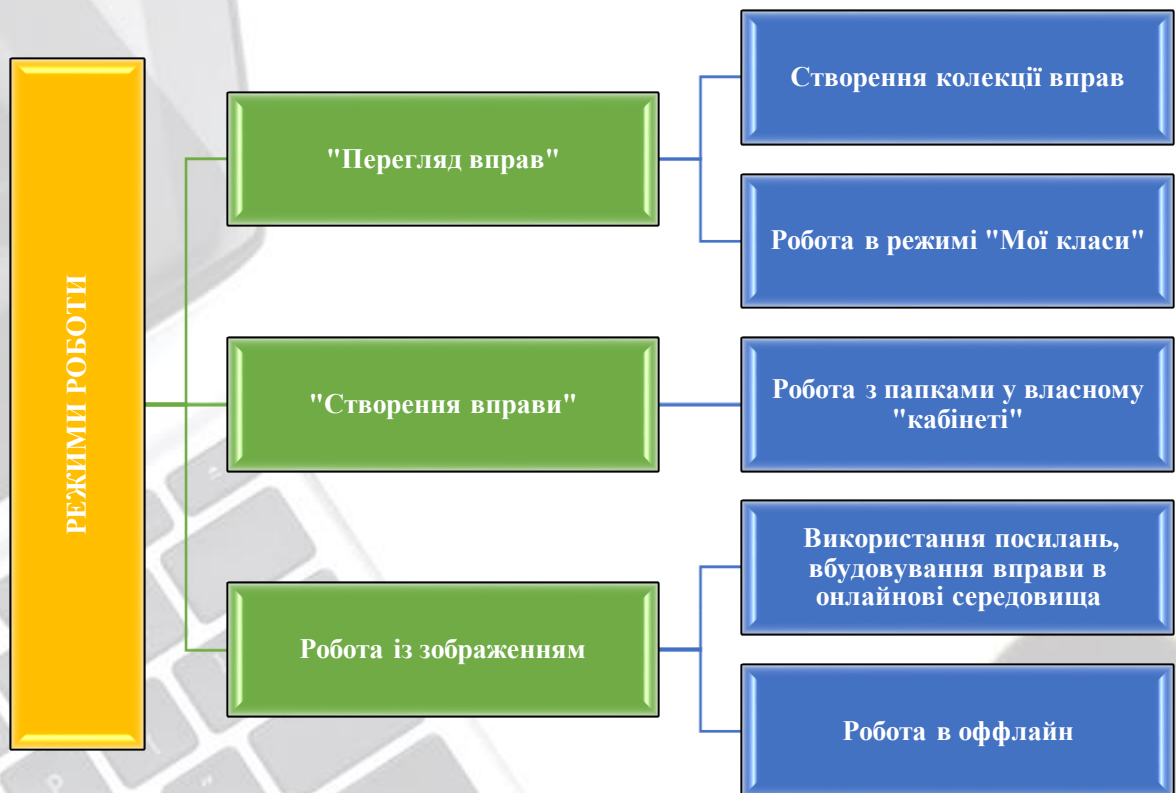 РЕЖИМИ РОБОТИ
"Перегляд вправ"
Створення колекції вправ
Робота в режимі "Мої класи"
"Створення вправи"
Робота з папками у власному
"кабінеті"
Робота із зображенням
Використання посилань,
вбудовування вправи в
онлайнові середовища
Робота в оффлайн